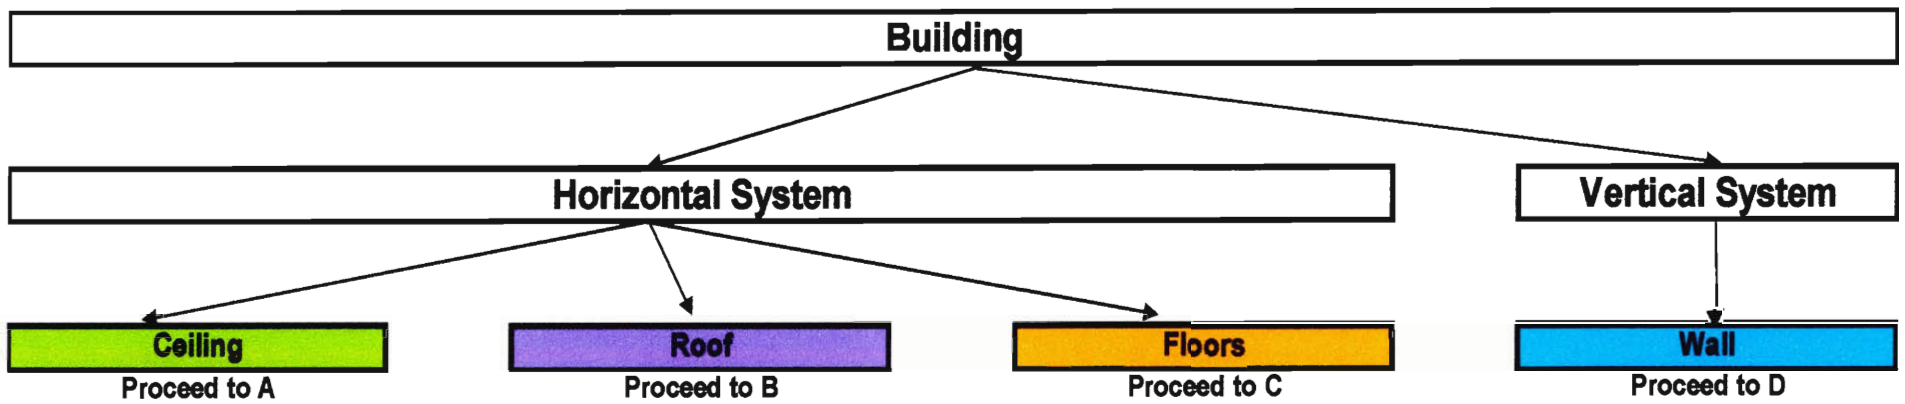 Building
Horizontal System
Vertical System
Ceiling
Roof
Floors
Wall
Proceed to A
Proceed to B
Proceed to C
Proceed to D